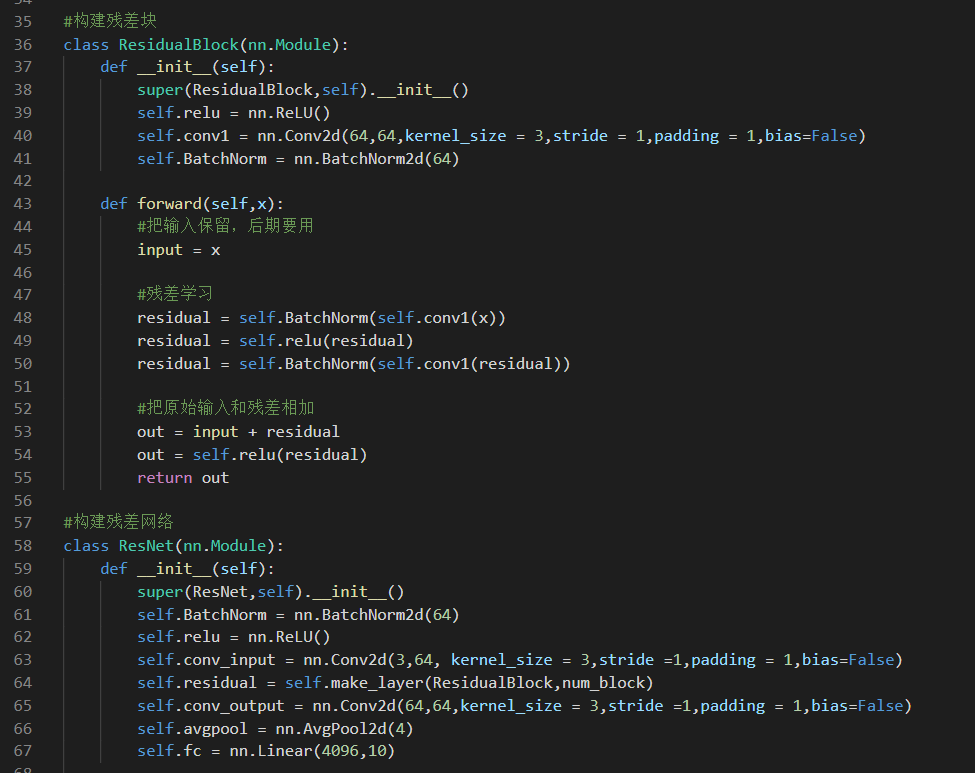 35 #构建残差块
36 class ResidualBlock(nn.Module):
37     def __init__(self):
38         super(ResidualBlock,self).__init__()
39         self.relu = nn.ReLU()
40         self.conv1 = nn.Conv2d(64,64,kernel_size = 3,stride = 1,padding = 1,bias=False)
41         self.BatchNorm = nn.BatchNorm2d(64)
42
43     def forward(self,x):
44         #把输入保留，后期要用
45         input = x
46
47         #残差学习
48         residual = self.BatchNorm(self.conv1(x))
49         residual = self.relu(residual)
50         residual = self.BatchNorm(self.conv1(residual))
51
52         #把原始输入和残差相加
53         out = input + residual
54         out = self.relu(residual)
55         return out
56
57 #构建残差网络
58 class ResNet(nn.Module):
59     def __init__(self):
60         super(ResNet,self).__init__()
61         self.BatchNorm = nn.BatchNorm2d(64)
62         self.relu = nn.ReLU()
63         self.conv_input = nn.Conv2d(3,64, kernel_size = 3,stride =1,padding = 1,bias=False)
64         self.residual = self.make_layer(ResidualBlock,num_block)
65         self.conv_output = nn.Conv2d(64,64,kernel_size = 3,stride =1,padding = 1,bias=False)
66         self.avgpool = nn.AvgPool2d(4)
67         self.fc = nn.Linear(4096,10)